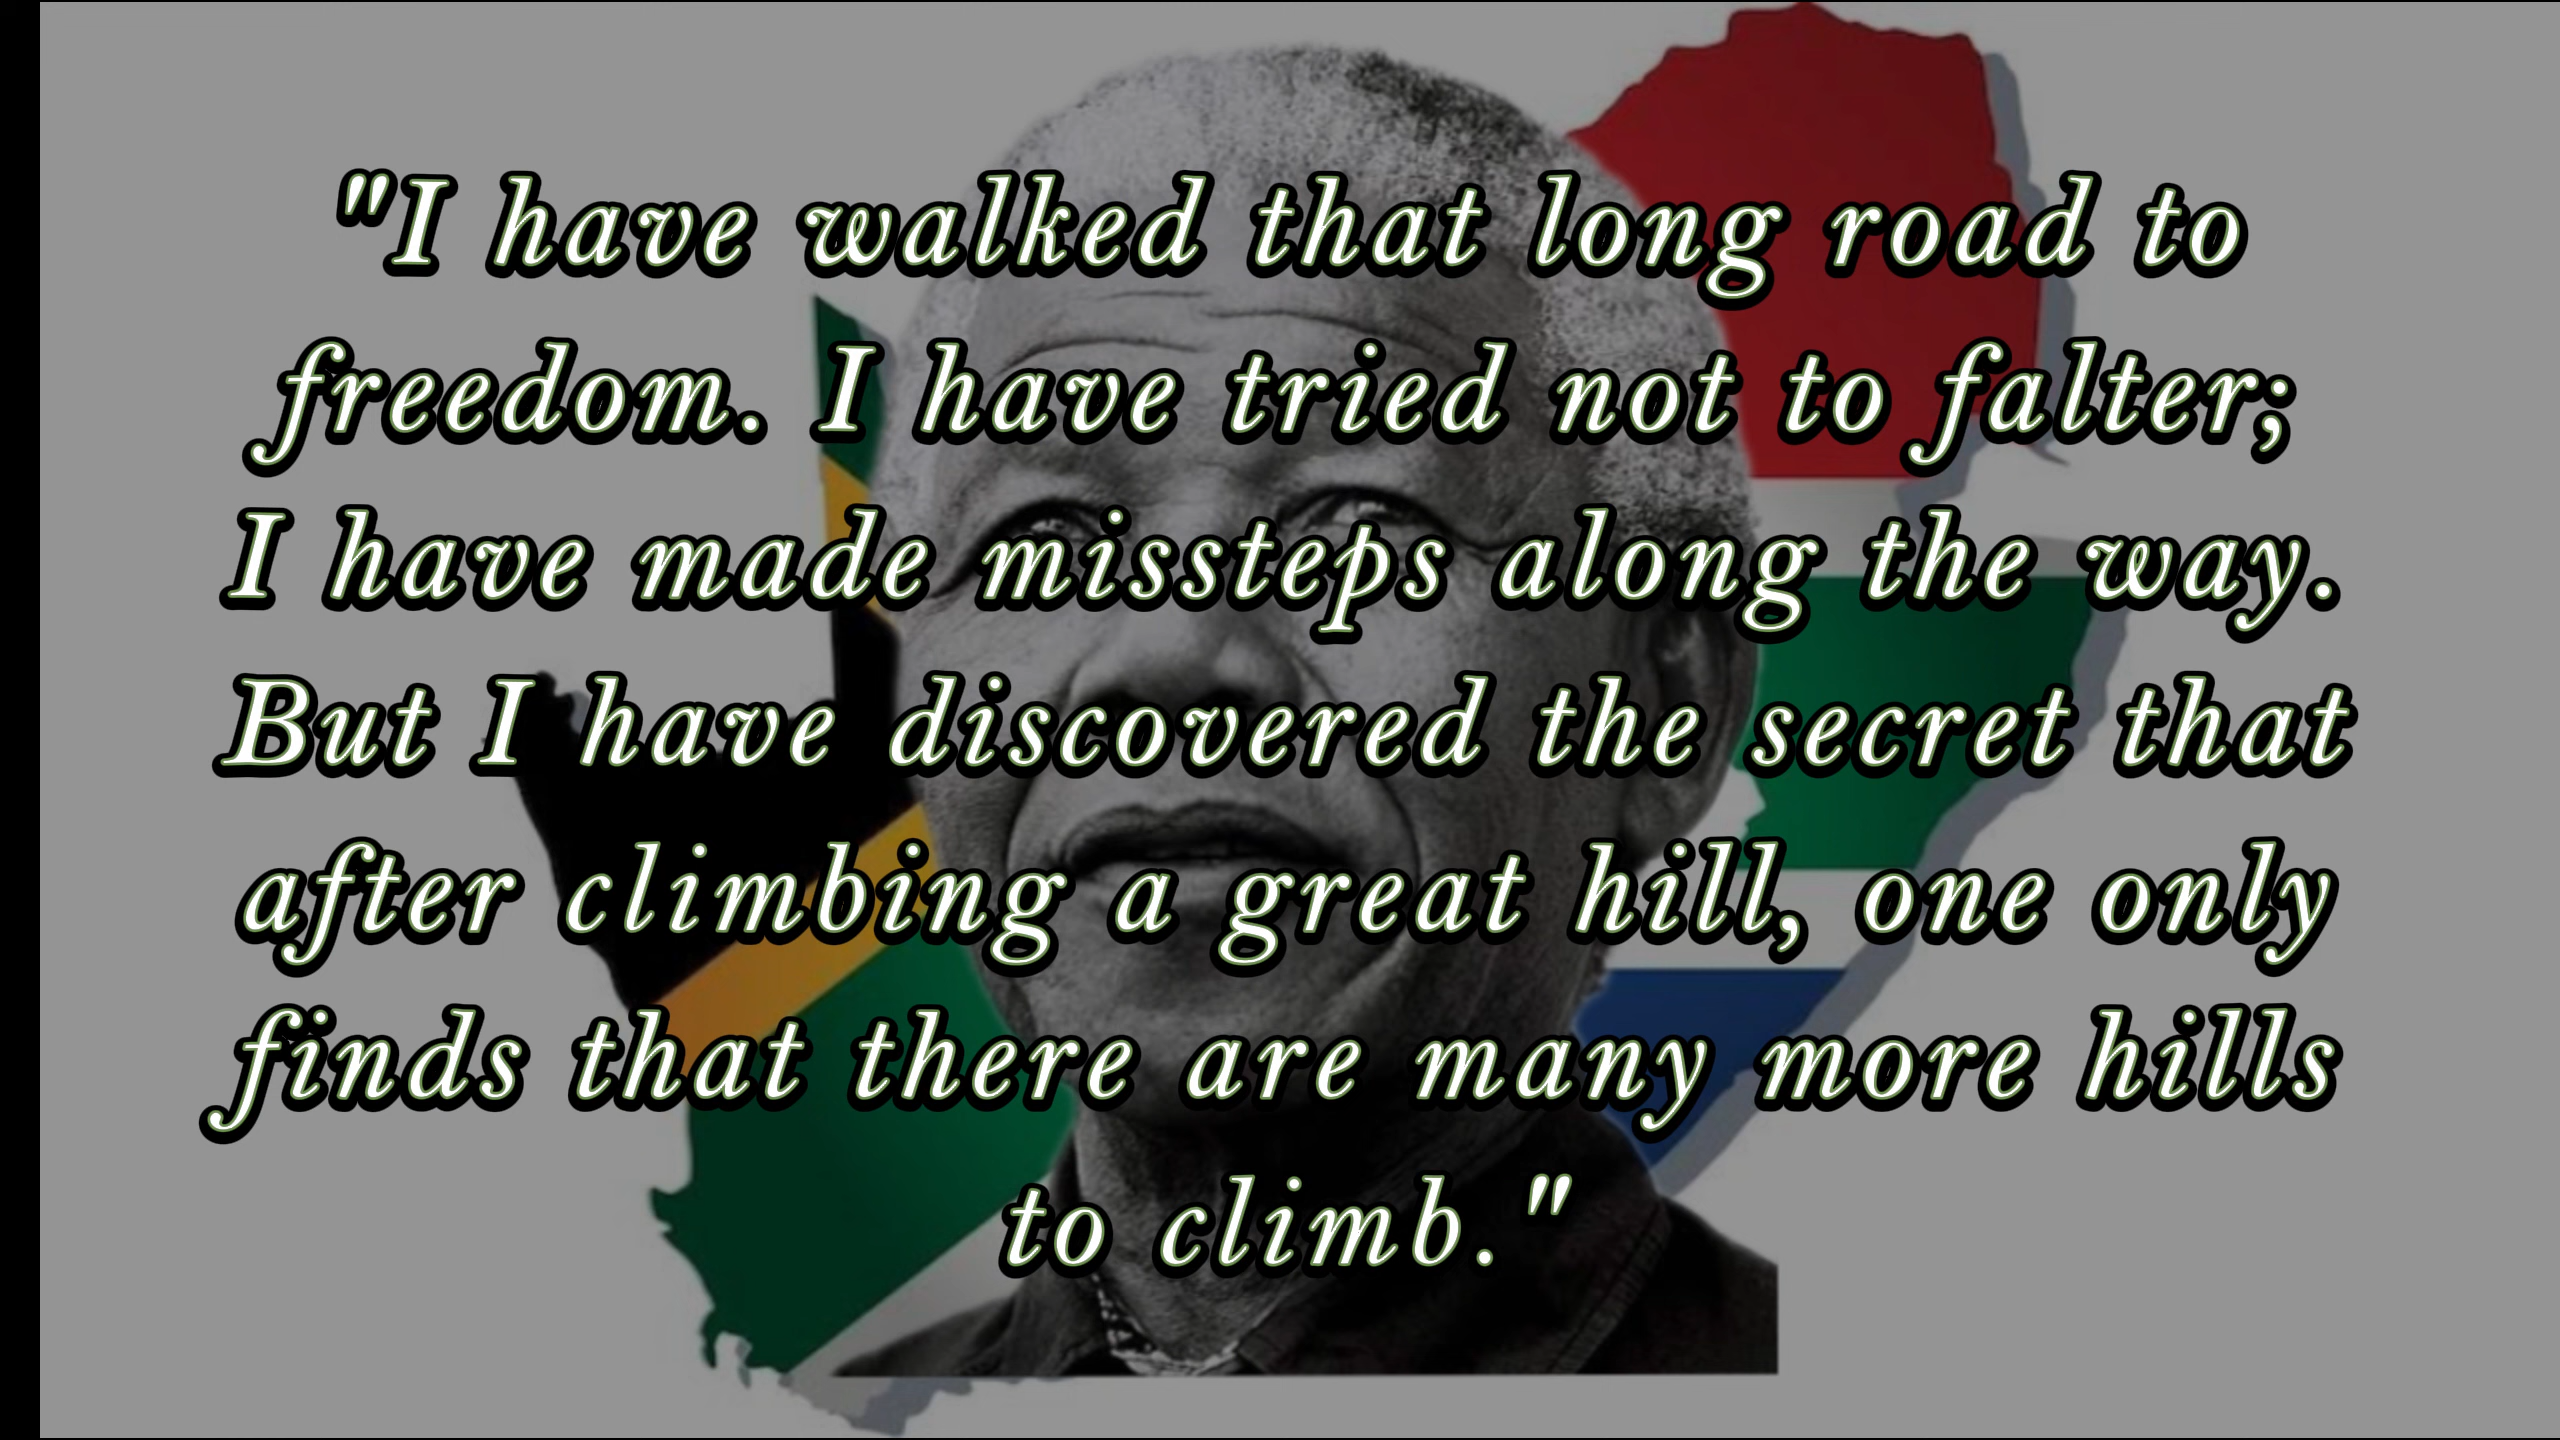 "I have walked that long road to
freedom. I have tried not to falter;
I have made missteps along the way.
But I have discovered the secret that
after climbing a great hill, one only
finds that there are many more hills
to climb."